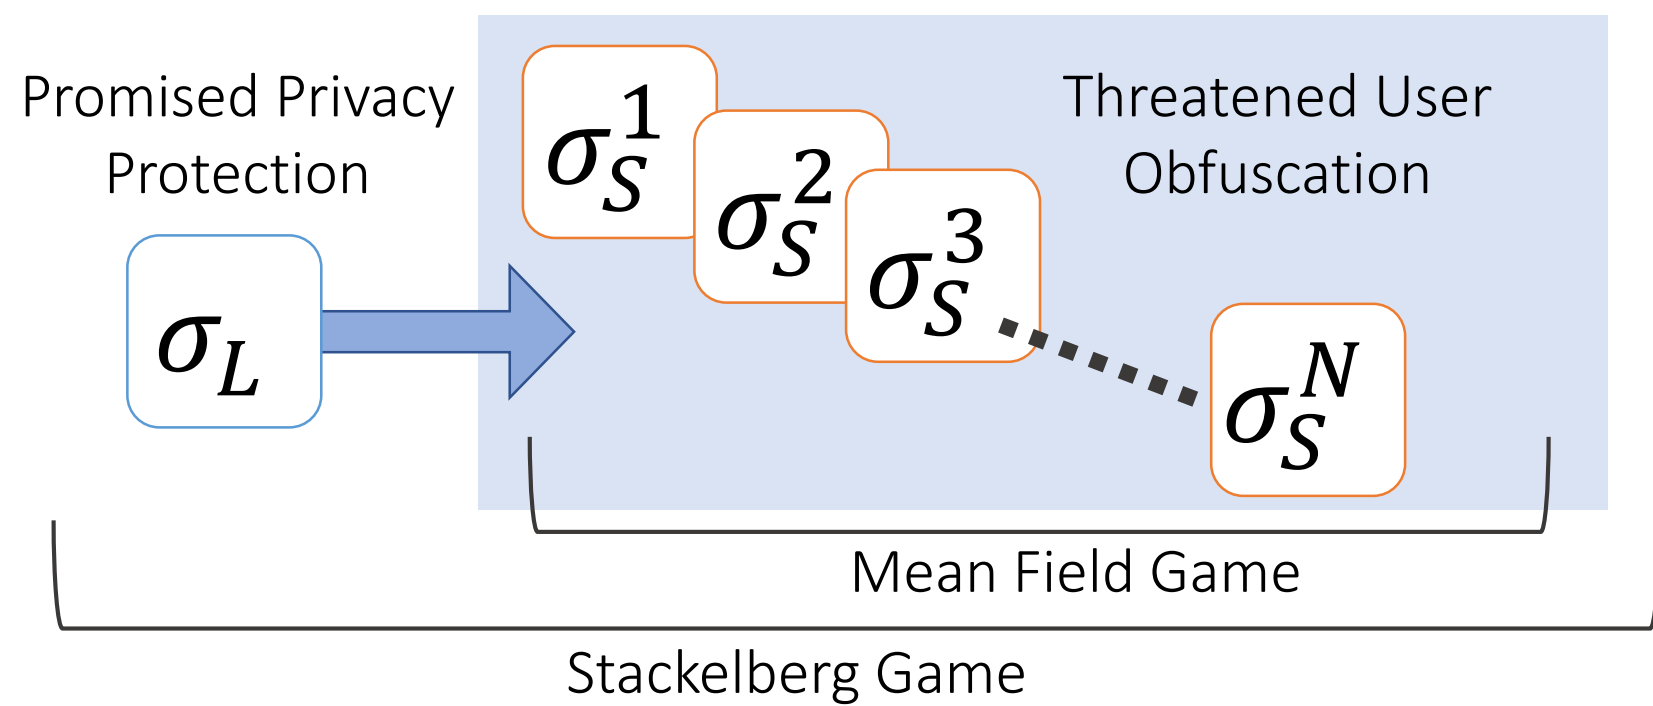 Promised Privacy
Protection
σ_L
σ_S^1
σ_S^2
σ_S^3
σ_S^N
Threatened User
Obfuscation
Mean Field Game
Stackelberg Game